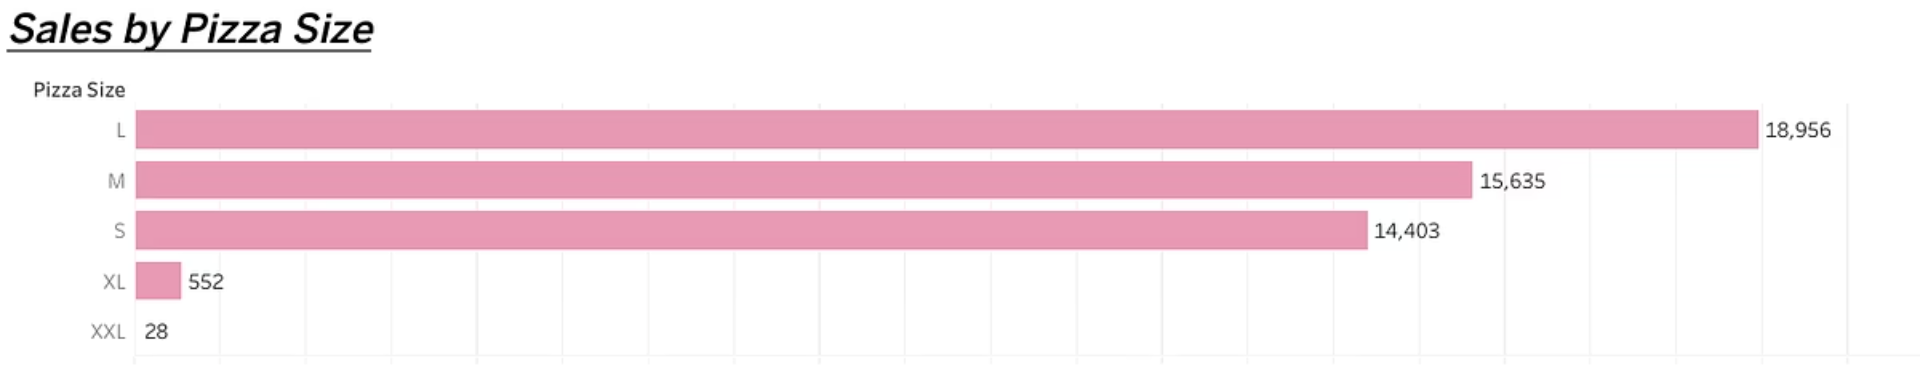 Sales by Pizza Size
Pizza Size
L 18,956
M 15,635
S 14,403
XL 552
XXL 28